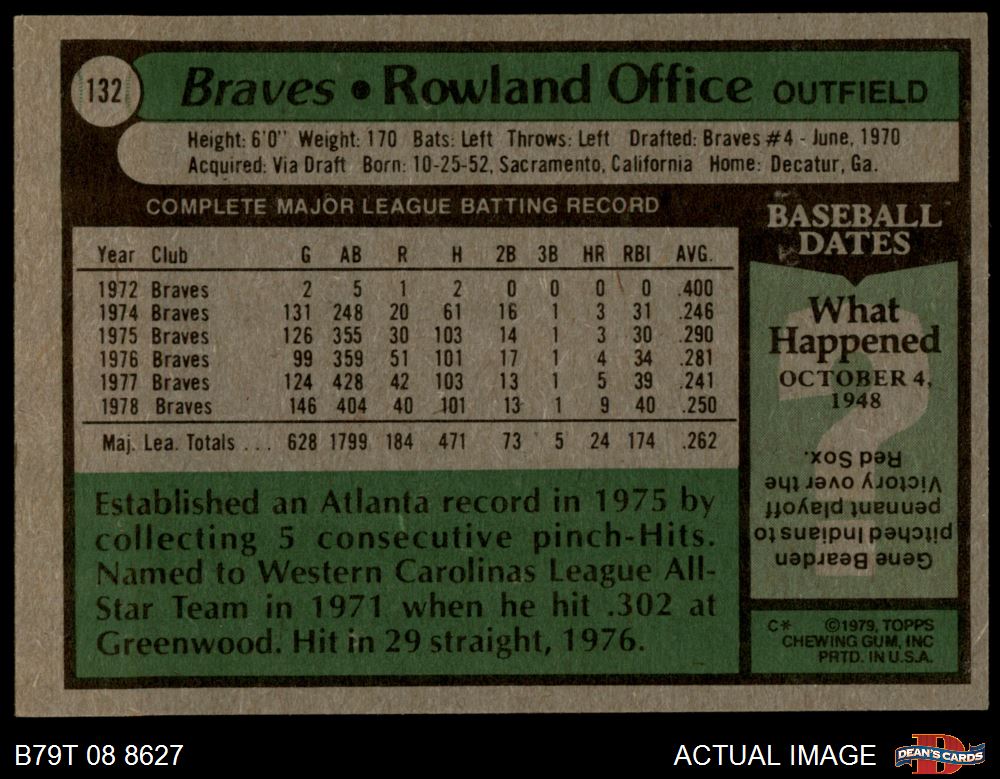 132 Braves • Rowland Office OUTFIELD
Height: 6'0" Weight: 170 Bats: Left Throws: Left Drafted: Braves #4 - June, 1970
Acquired: Via Draft Born: 10-25-52, Sacramento, California Home: Decatur, Ga.
COMPLETE MAJOR LEAGUE BATTING RECORD
Year Club G AB R H 2B 3B HR RBI AVG.
1972 Braves 2 5 1 2 0 0 0 0 .400
1974 Braves 131 248 20 61 16 1 3 31 .246
1975 Braves 126 355 30 103 14 1 3 30 .290
1976 Braves 99 359 51 101 17 1 4 34 .281
1977 Braves 124 428 42 103 13 1 5 39 .241
1978 Braves 146 404 40 101 13 1 9 40 .250
Maj. Lea. Totals ... 628 1799 184 471 73 5 24 174 .262
Established an Atlanta record in 1975 by
collecting 5 consecutive pinch-Hits.
Named to Western Carolinas League All-
Star Team in 1971 when he hit .302 at
Greenwood. Hit in 29 straight, 1976.
BASEBALL
DATES
What
Happened
OCTOBER 4,
1948
?
Gene Bearden
pitched Indians to
pennant playoff
Victory over the
Red Sox.
C* ©1979, TOPPS
CHEWING GUM, INC
PRTD. IN U.S.A.
B79T 08 8627
ACTUAL IMAGE
D
DEAN'S CARDS